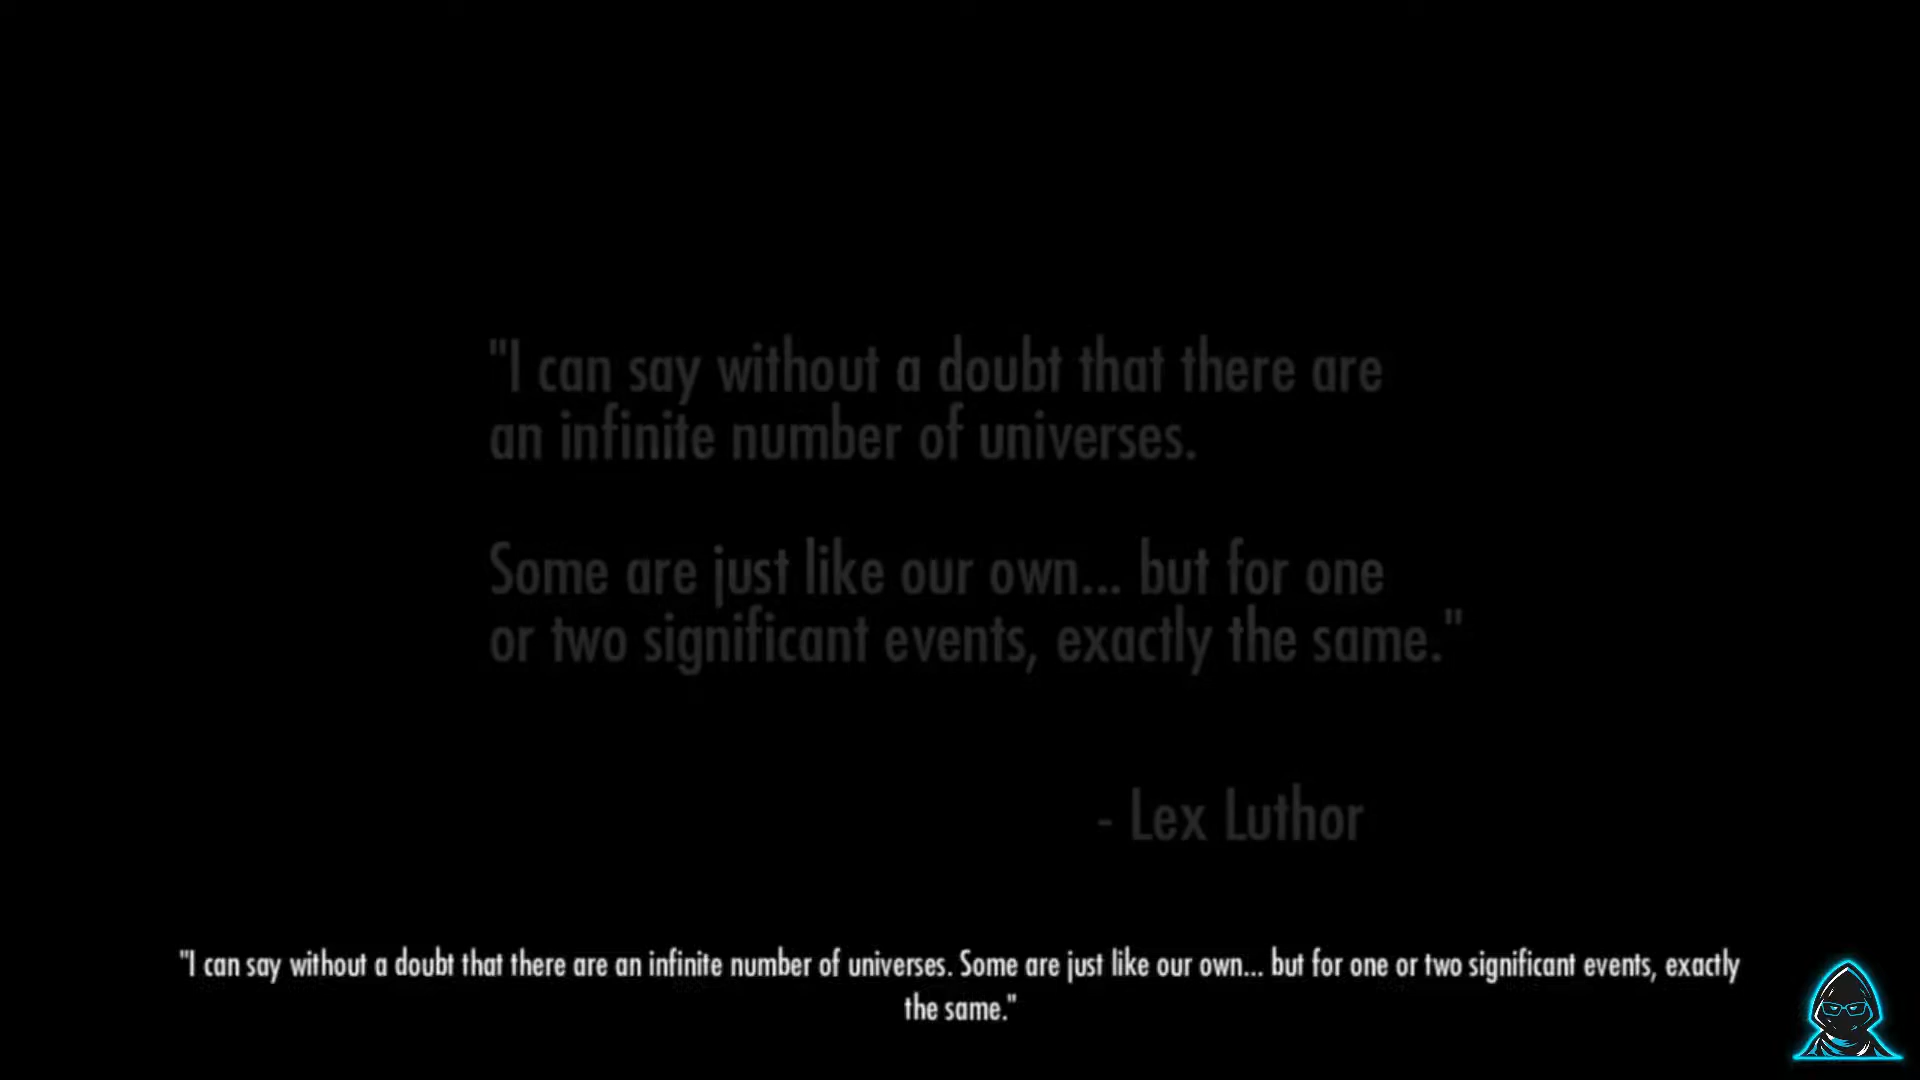 "I can say without a doubt that there are
an infinite number of universes.
Some are just like our own... but for one
or two significant events, exactly the same."
- Lex Luthor
"I can say without a doubt that there are an infinite number of universes. Some are just like our own... but for one or two significant events, exactly
the same."